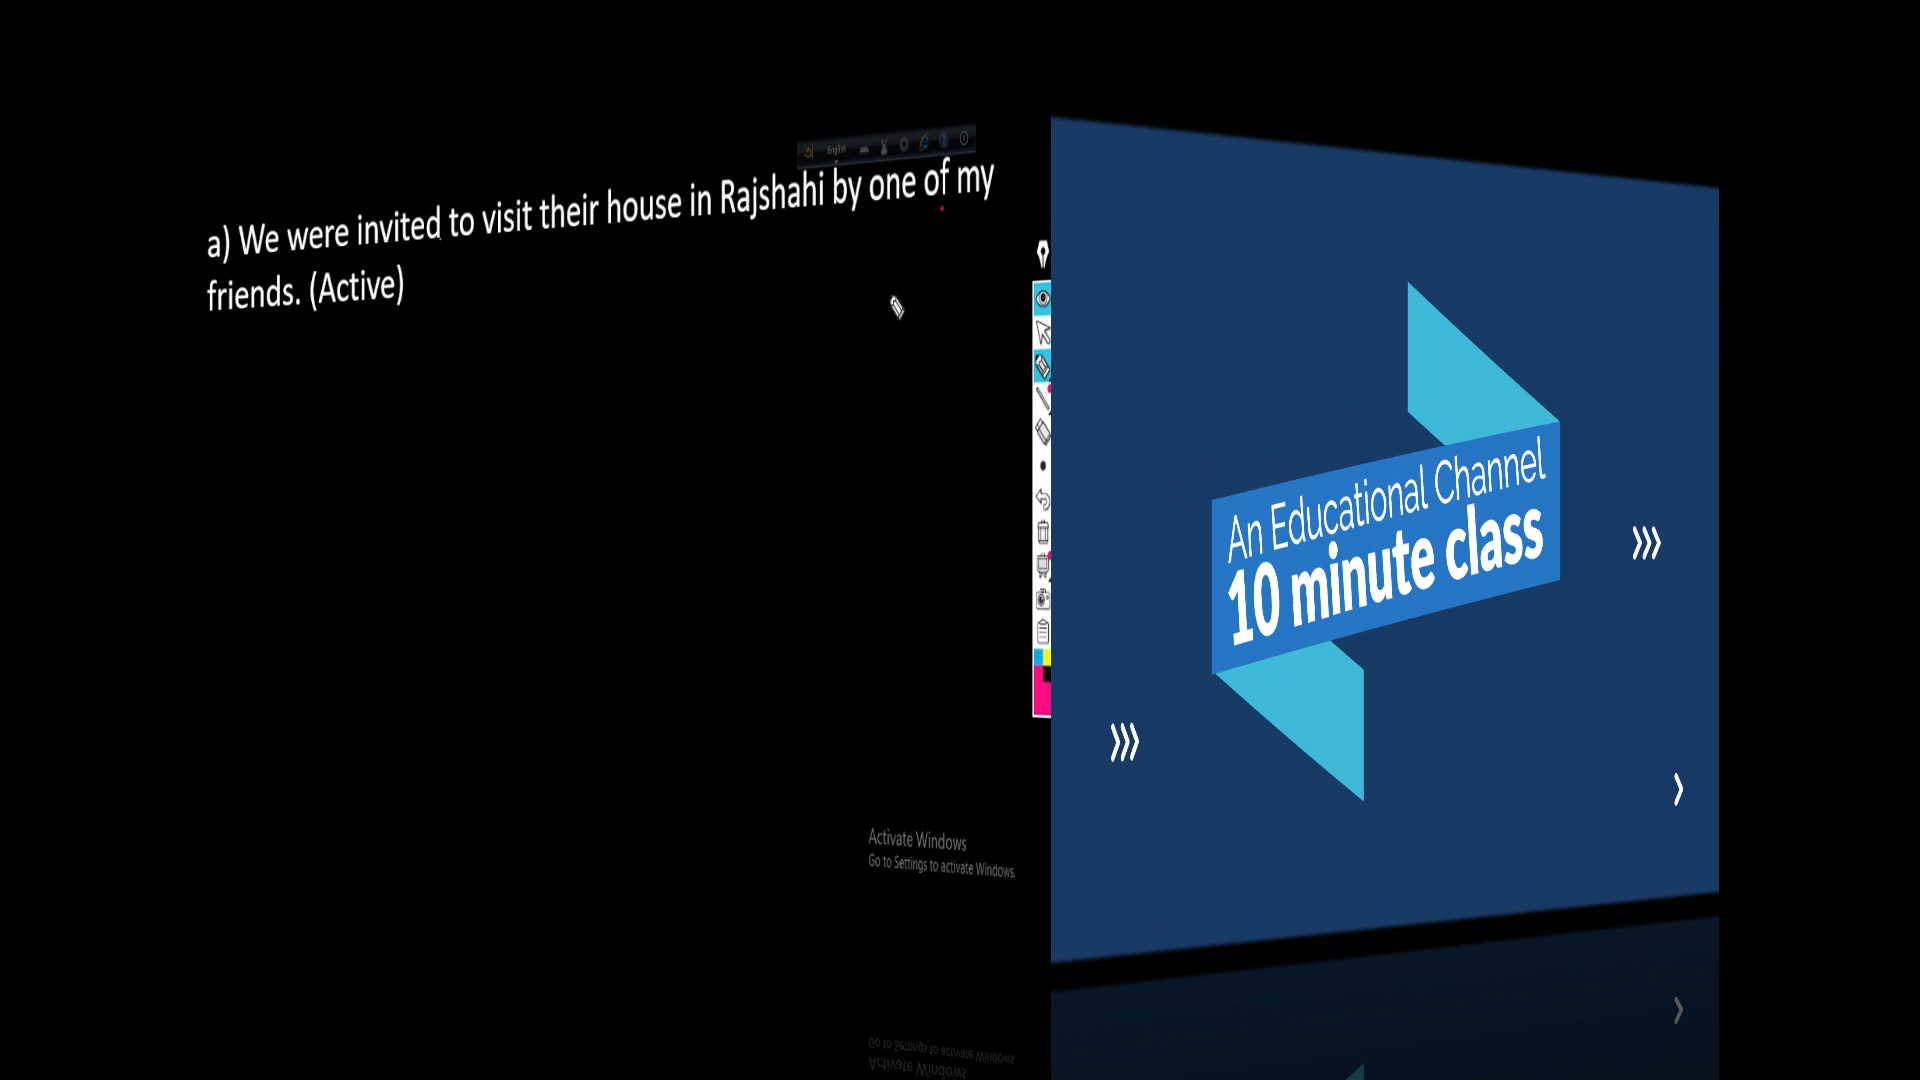 English
a) We were invited to visit their house in Rajshahi by one of my
friends. (Active)
An Educational Channel
10 minute class
Activate Windows
Go to Settings to activate Windows.